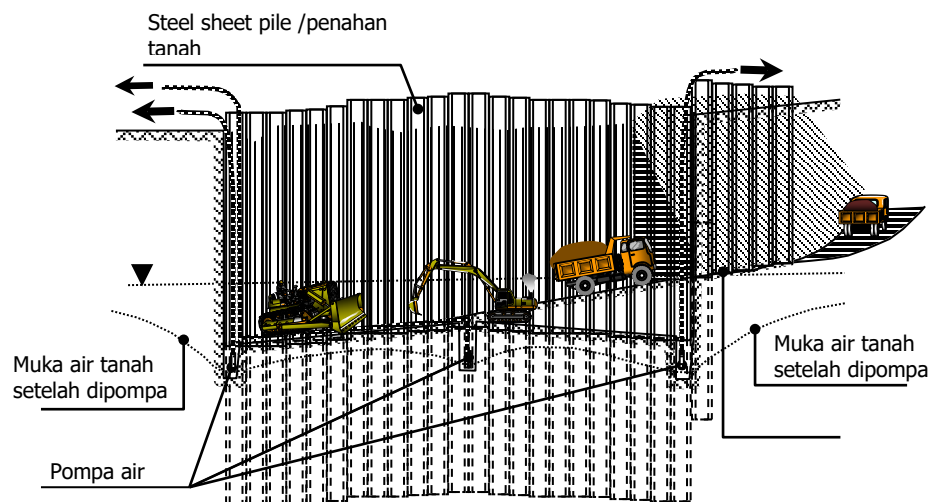 Steel sheet pile /penahan
tanah
Muka air tanah
setelah dipompa
Muka air tanah
setelah dipompa
Pompa air